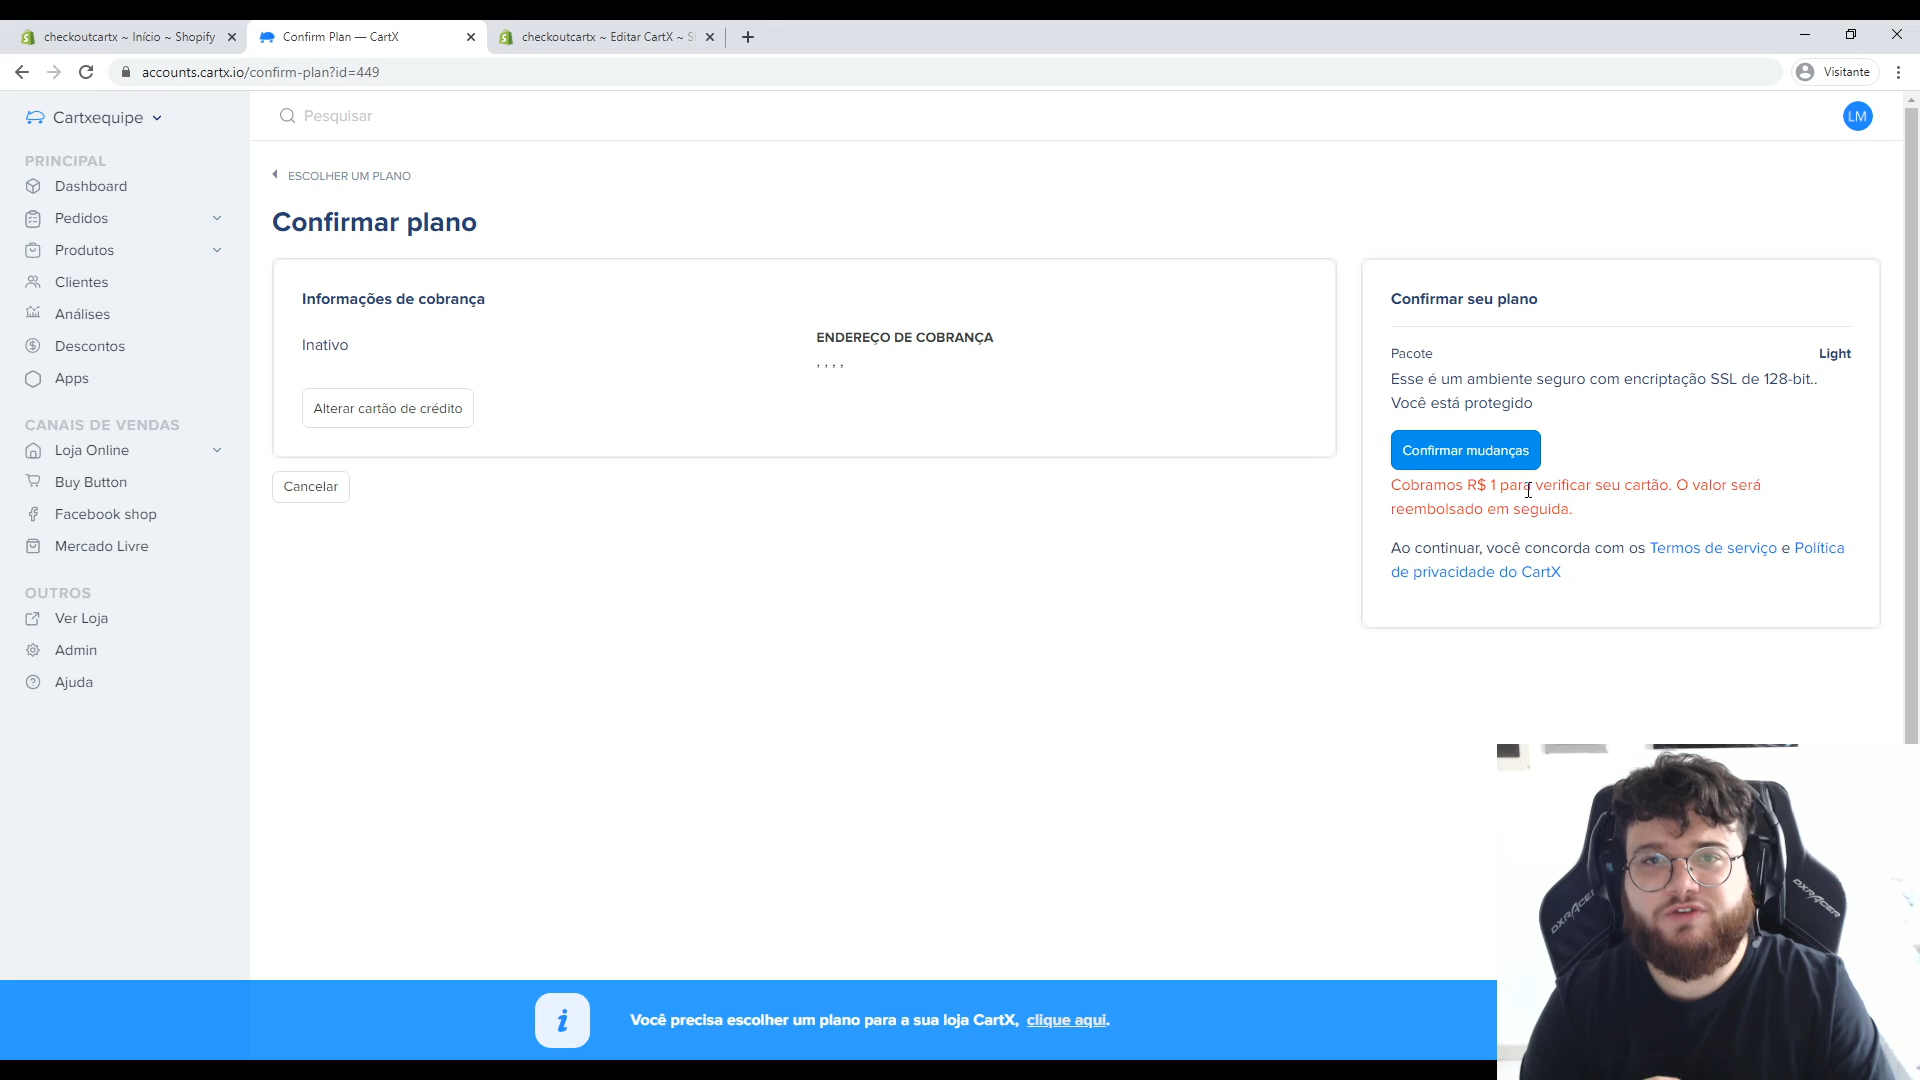 checkoutcartx ~ Início ~ Shopify
Confirm Plan — CartX
checkoutcartx ~ Editar CartX ~ S
accounts.cartx.io/confirm-plan?id=449
Visitante
Cartxequipe
Pesquisar
LM
PRINCIPAL
Dashboard
Pedidos
Produtos
Clientes
Análises
Descontos
Apps
CANAIS DE VENDAS
Loja Online
Buy Button
Facebook shop
Mercado Livre
OUTROS
Ver Loja
Admin
Ajuda
ESCOLHER UM PLANO
Confirmar plano
Informações de cobrança
Inativo
ENDEREÇO DE COBRANÇA
, , , ,
Alterar cartão de crédito
Cancelar
Confirmar seu plano
Pacote Light
Esse é um ambiente seguro com encriptação SSL de 128-bit..
Você está protegido
Confirmar mudanças
Cobramos R$ 1 para verificar seu cartão. O valor será
reembolsado em seguida.
Ao continuar, você concorda com os Termos de serviço e Política
de privacidade do CartX
Você precisa escolher um plano para a sua loja CartX, clique aqui.
DXRACER
DXRACER